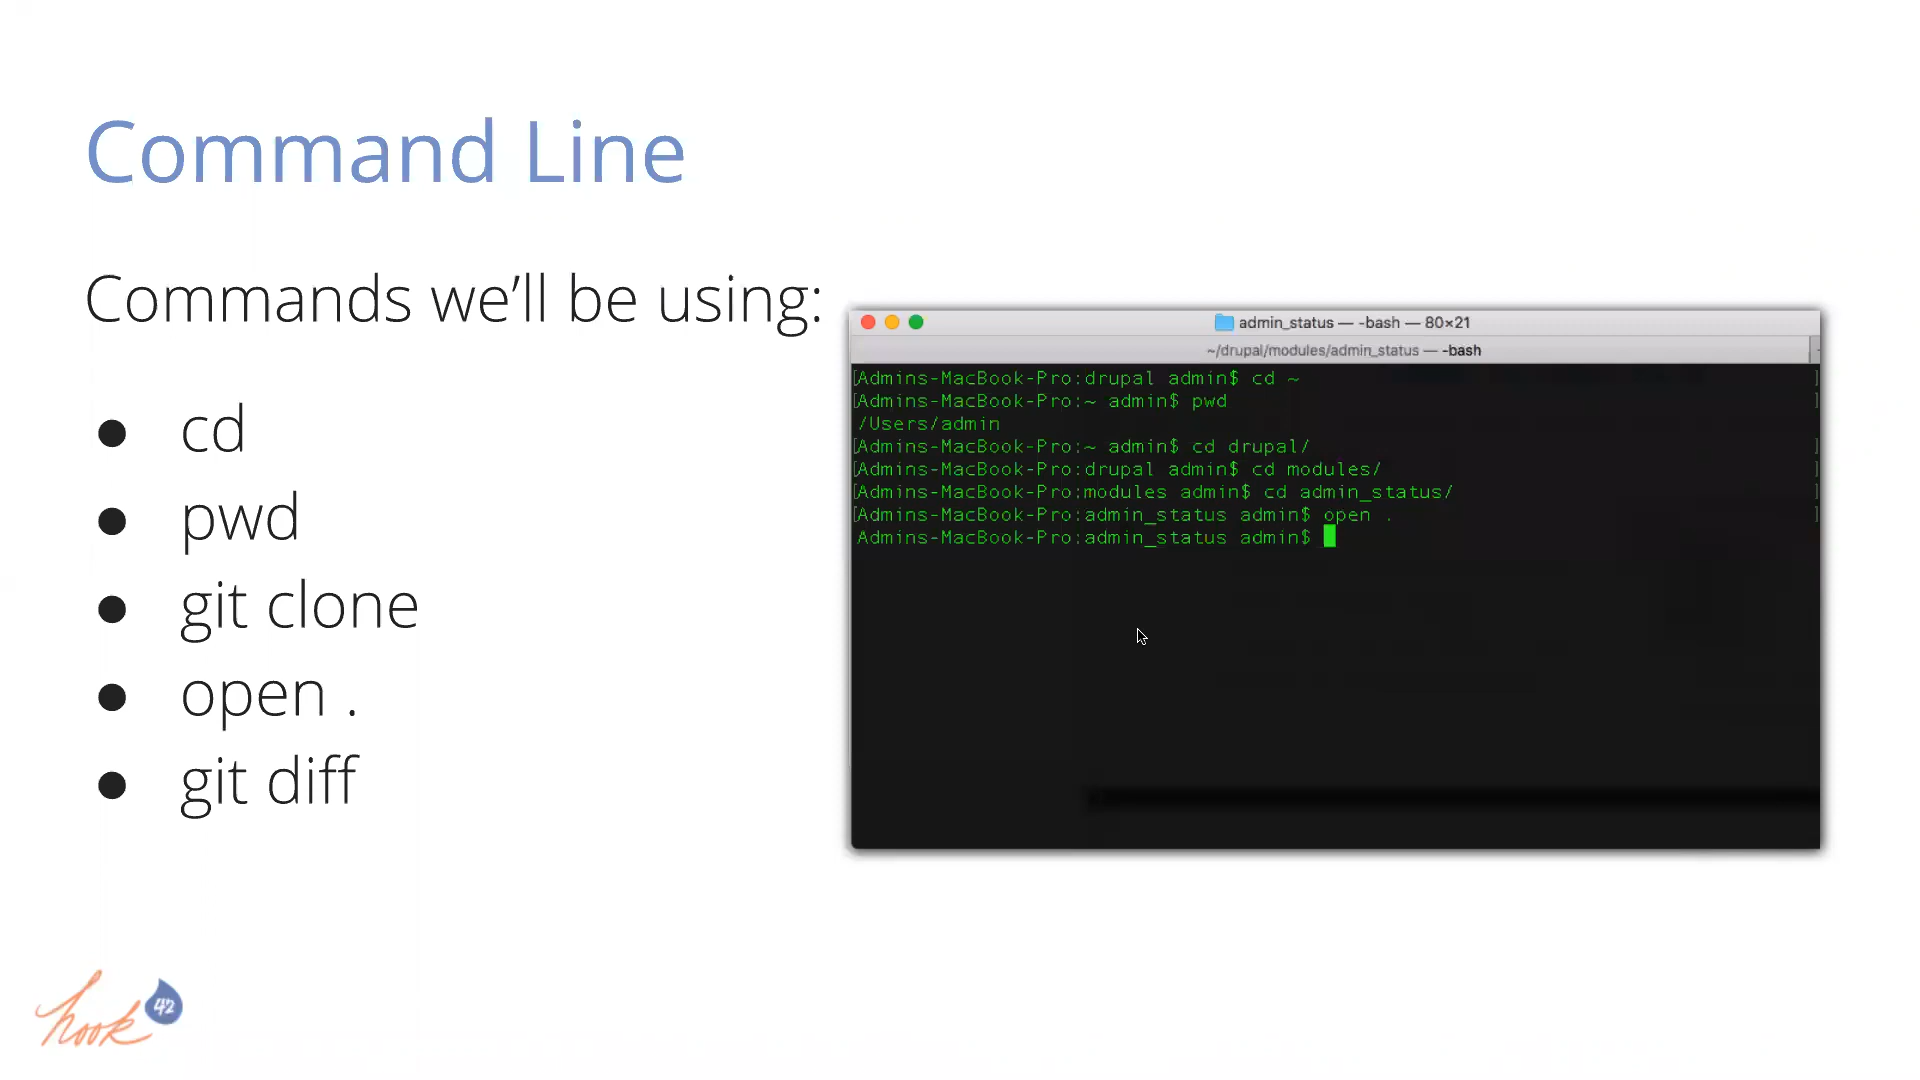 Command Line
Commands we’ll be using:
● cd
● pwd
● git clone
● open .
● git diff
admin_status — -bash — 80×21
~/drupal/modules/admin_status — -bash
[Admins-MacBook-Pro:drupal admin$ cd ~ ]
[Admins-MacBook-Pro:~ admin$ pwd ]
/Users/admin
[Admins-MacBook-Pro:~ admin$ cd drupal/ ]
[Admins-MacBook-Pro:drupal admin$ cd modules/ ]
[Admins-MacBook-Pro:modules admin$ cd admin_status/ ]
[Admins-MacBook-Pro:admin_status admin$ open . ]
Admins-MacBook-Pro:admin_status admin$
hook 42